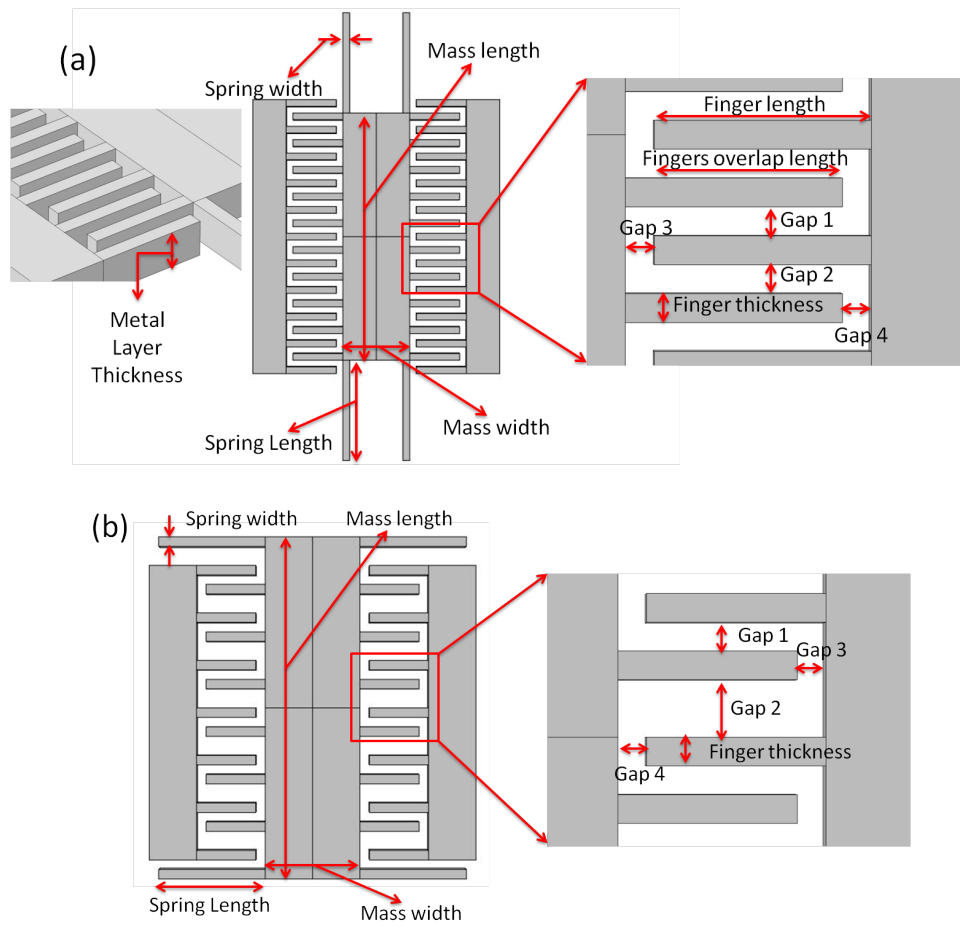 (a)
Mass length
Spring width
Finger length
Fingers overlap length
Gap 1
Gap 3
Gap 2
Finger thickness
Gap 4
Metal
Layer
Thickness
Spring Length
Mass width
(b)
Spring width
Mass length
Gap 1
Gap 3
Gap 2
Finger thickness
Gap 4
Spring Length
Mass width